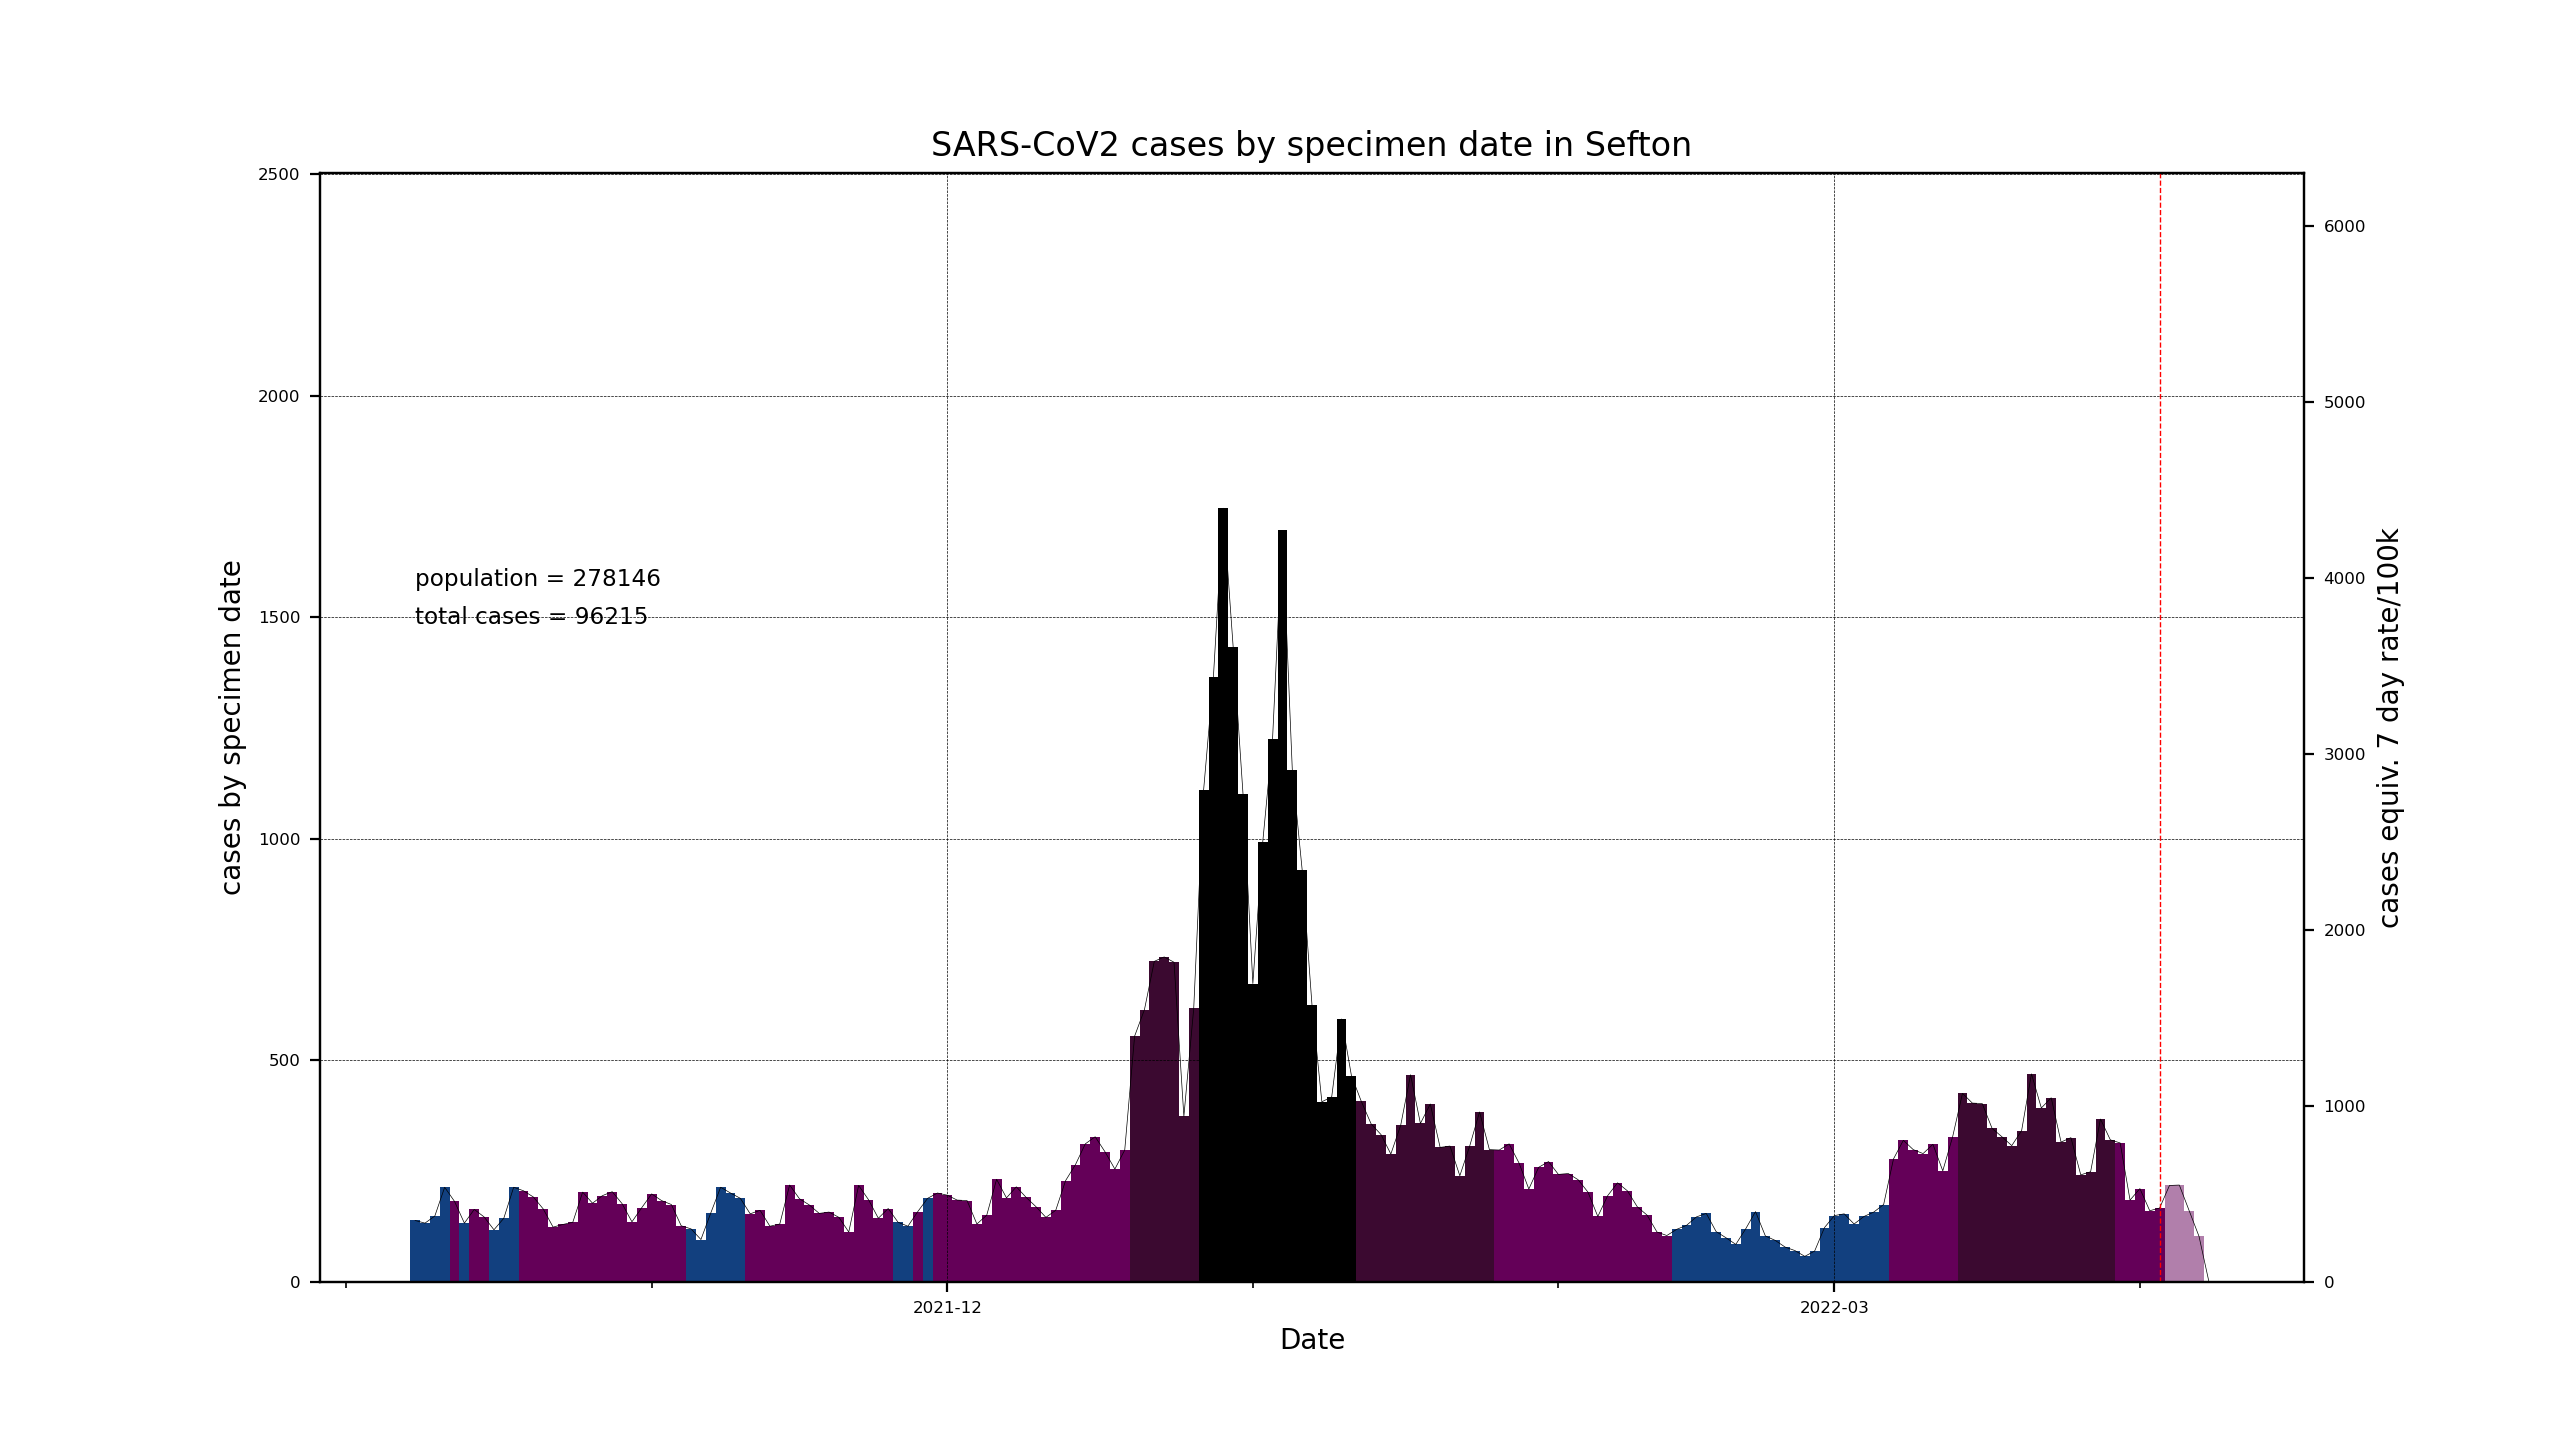 SARS-CoV2 cases by specimen date in Sefton
2500
2000
1500
1000
500
0
cases by specimen date
population = 278146
total cases = 96215
6000
5000
4000
3000
2000
1000
0
cases equiv. 7 day rate/100k
2021-12
2022-03
Date